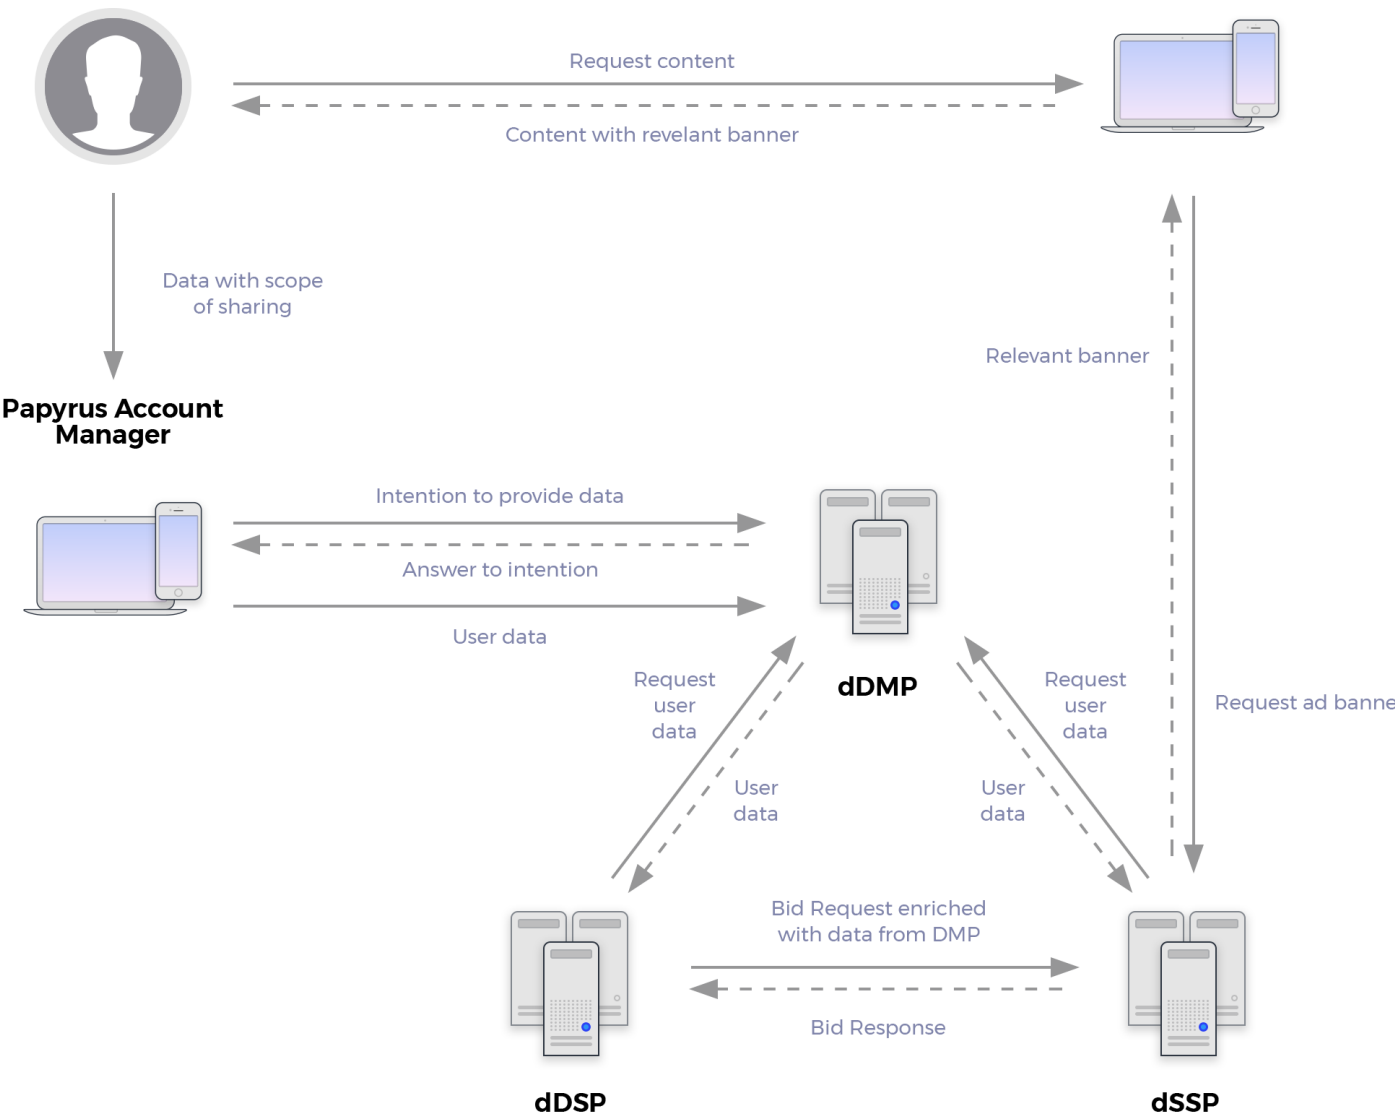 Request content
Content with revelant banner
Data with scope
of sharing
Relevant banner
Papyrus Account
Manager
Intention to provide data
Answer to intention
User data
dDMP
Request
user
data
User
data
Request
user
data
User
data
Request ad banne
Bid Request enriched
with data from DMP
Bid Response
dDSP
dSSP